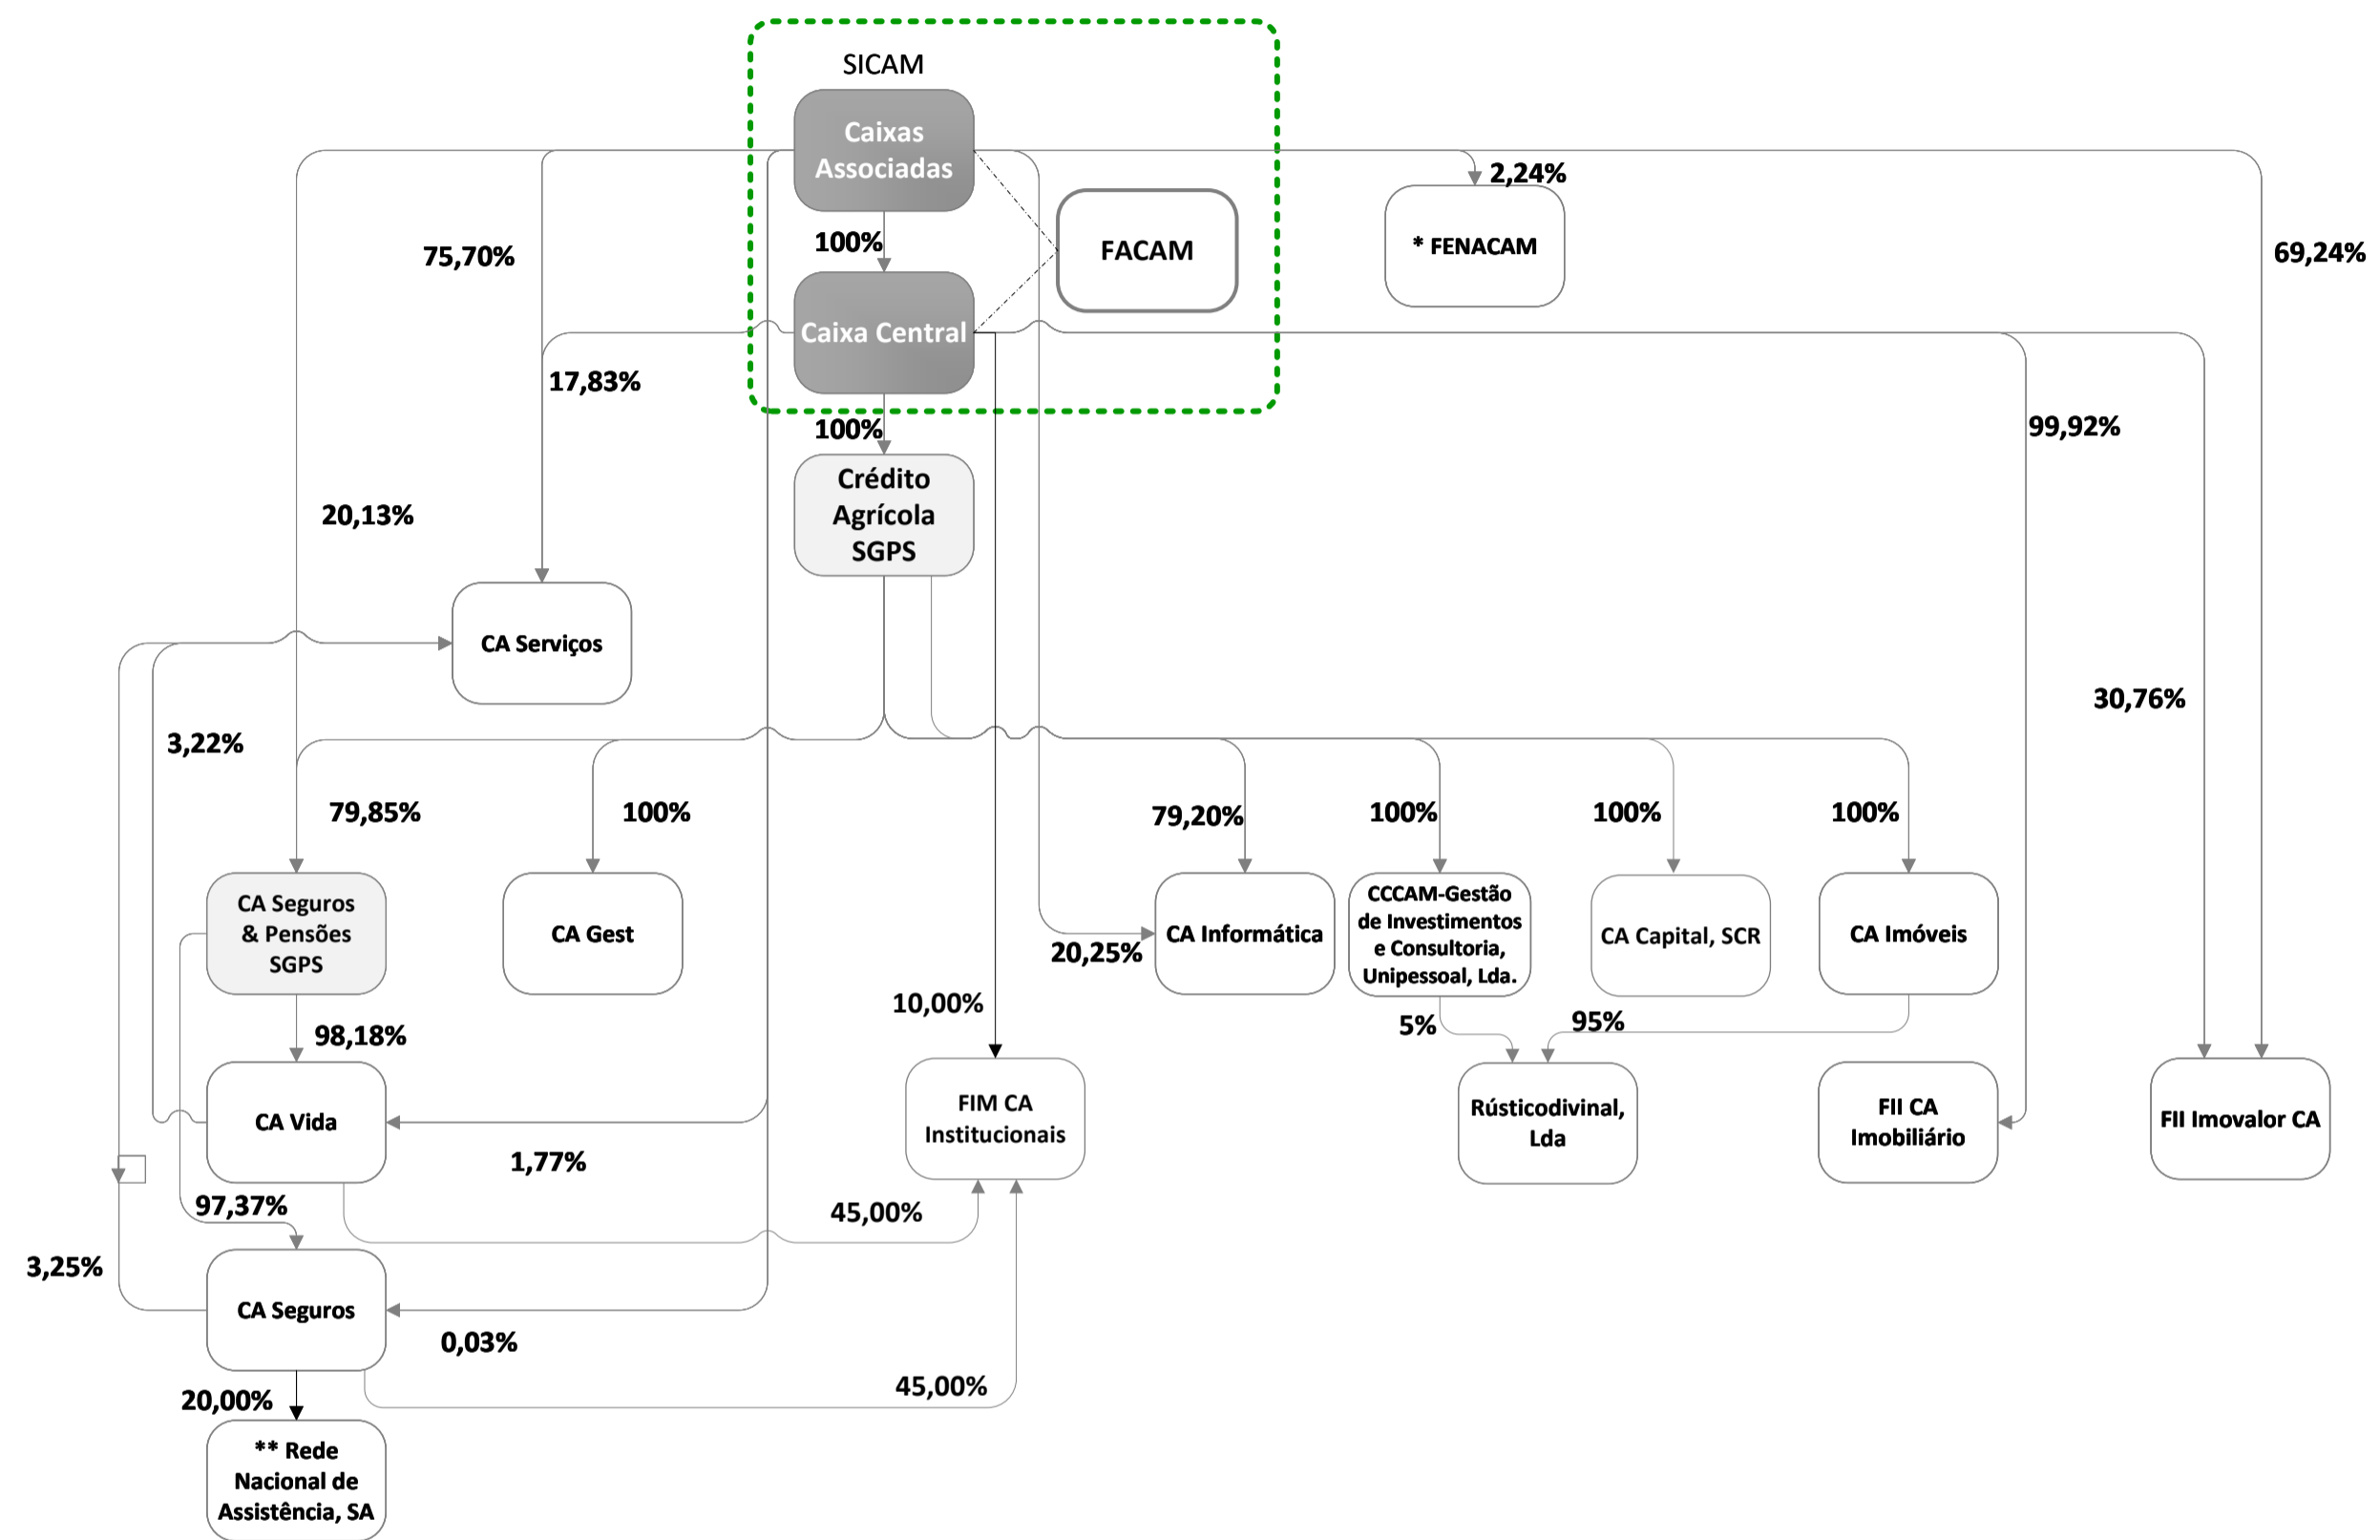 SICAM
Caixas
Associadas
2,24%
* FENACAM
FACAM
100%
75,70%
69,24%
Caixa Central
17,83%
100%
99,92%
Crédito
Agrícola
SGPS
20,13%
CA Serviços
30,76%
3,22%
79,85%
100%
79,20%
100%
100%
100%
CA Seguros
& Pensões
SGPS
CA Gest
20,25%
CA Informática
CCCAM-Gestão
de Investimentos
e Consultoria,
Unipessoal, Lda.
CA Capital, SCR
CA Imóveis
10,00%
5%
95%
98,18%
CA Vida
FIM CA
Institucionais
Rústicodivinal,
Lda
FII CA
Imobiliário
FII Imovalor CA
1,77%
97,37%
45,00%
3,25%
CA Seguros
0,03%
45,00%
20,00%
** Rede
Nacional de
Assistência, SA